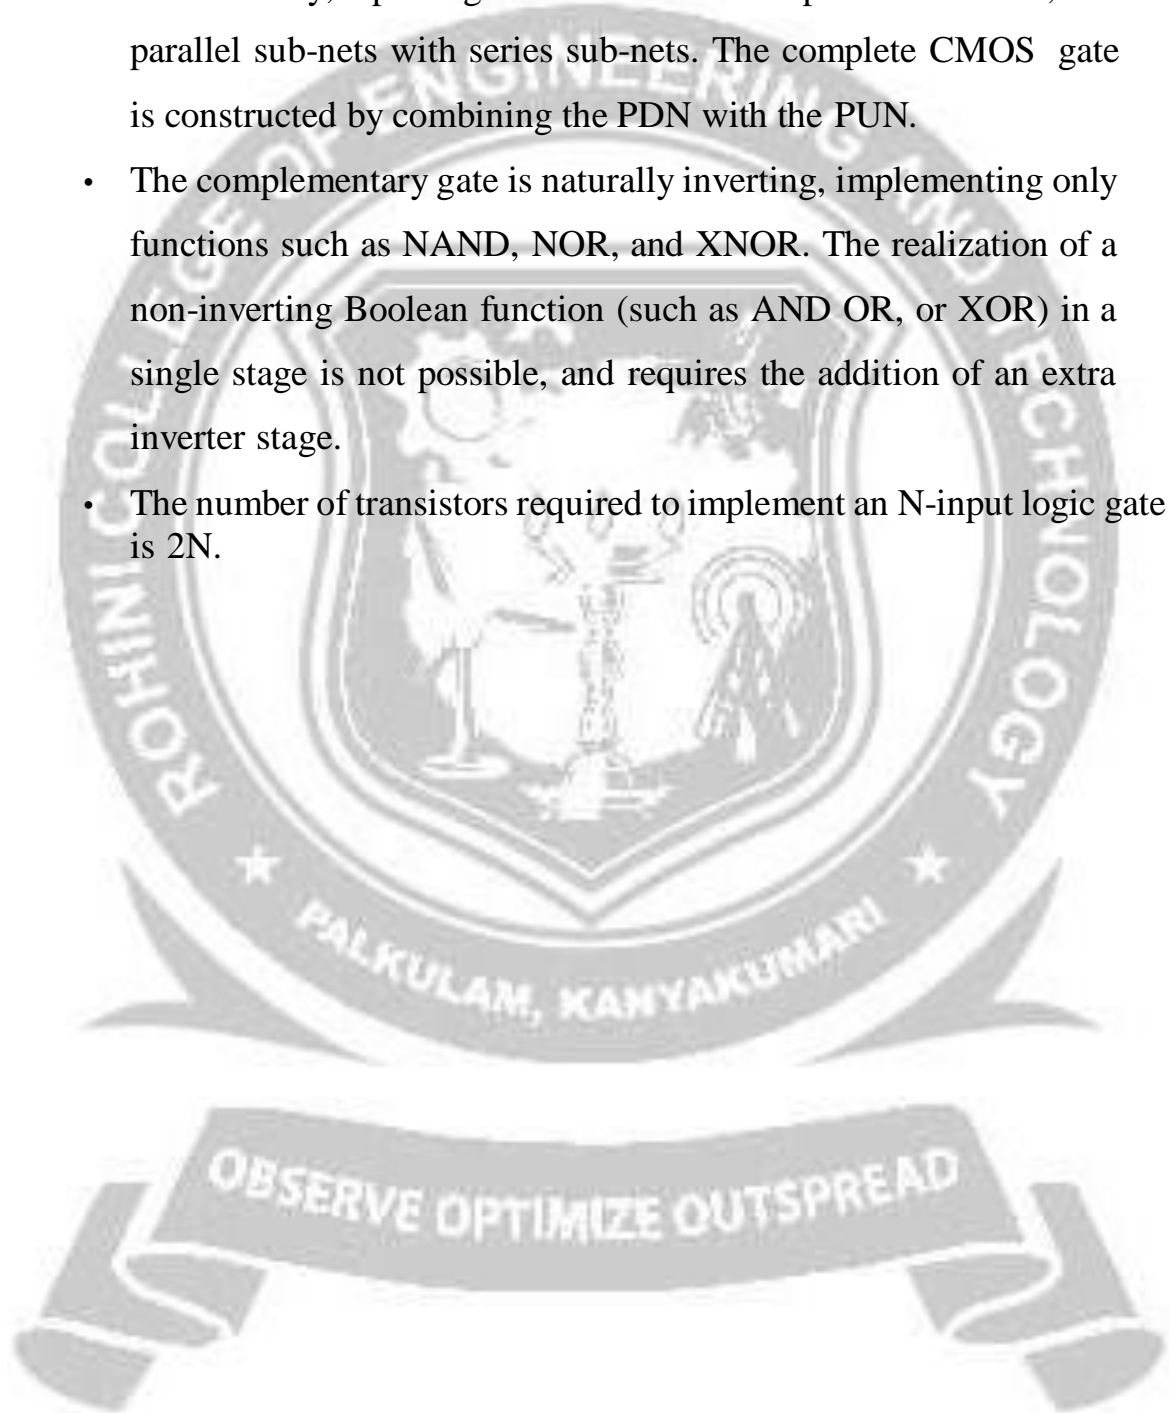 parallel sub-nets with series sub-nets. The complete CMOS gate
is constructed by combining the PDN with the PUN.
• The complementary gate is naturally inverting, implementing only
functions such as NAND, NOR, and XNOR. The realization of a
non-inverting Boolean function (such as AND OR, or XOR) in a
single stage is not possible, and requires the addition of an extra
inverter stage.
• The number of transistors required to implement an N-input logic gate
is 2N.
ROHINI COLLEGE OF ENGINEERING AND TECHNOLOGY
PALKULAM, KANYAKUMARI
OBSERVE OPTIMIZE OUTSPREAD